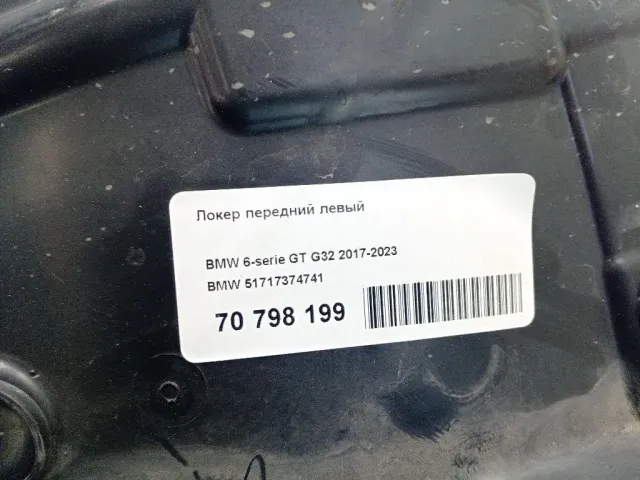 Локер передний левый
BMW 6-serie GT G32 2017-2023
BMW 51717374741
70 798 199